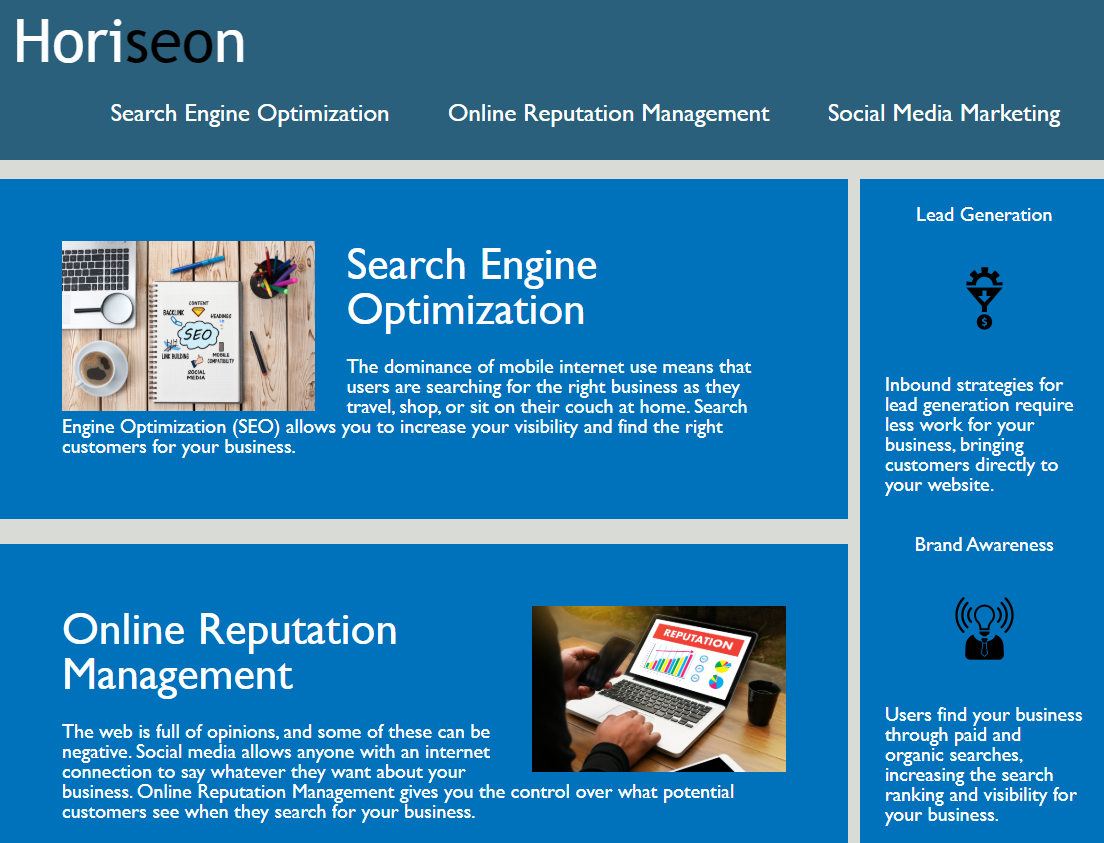 Horiseon
Search Engine Optimization
Online Reputation Management
Social Media Marketing
Search Engine
Optimization
CONTENT
BACKLINK
HEADINGS
SEO
LINK BUILDING
MOBILE
COMPATIBILITY
SOCIAL
MEDIA
The dominance of mobile internet use means that
users are searching for the right business as they
travel, shop, or sit on their couch at home. Search
Engine Optimization (SEO) allows you to increase your visibility and find the right
customers for your business.
Online Reputation
Management
REPUTATION
The web is full of opinions, and some of these can be
negative. Social media allows anyone with an internet
connection to say whatever they want about your
business. Online Reputation Management gives you the control over what potential
customers see when they search for your business.
Lead Generation
$
Inbound strategies for
lead generation require
less work for your
business, bringing
customers directly to
your website.
Brand Awareness
Users find your business
through paid and
organic searches,
increasing the search
ranking and visibility for
your business.